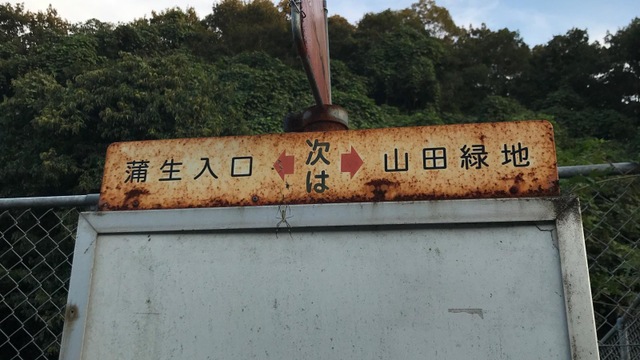 蒲生入口 ← 次は → 山田緑地